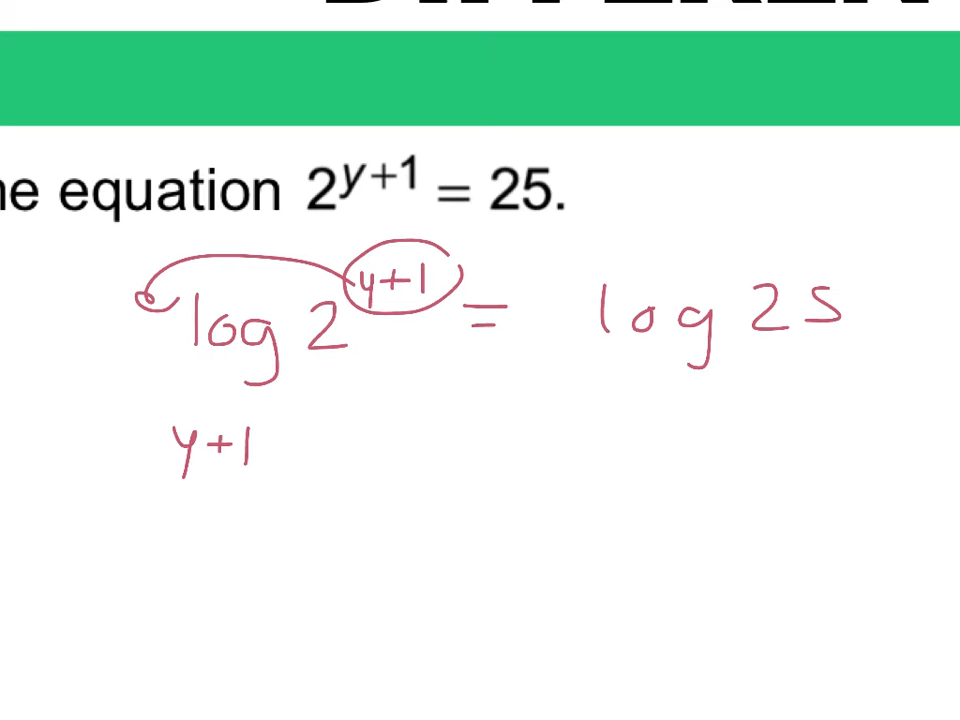 he equation 2^{y+1} = 25.
log 2^{y+1} = log 25
y+1